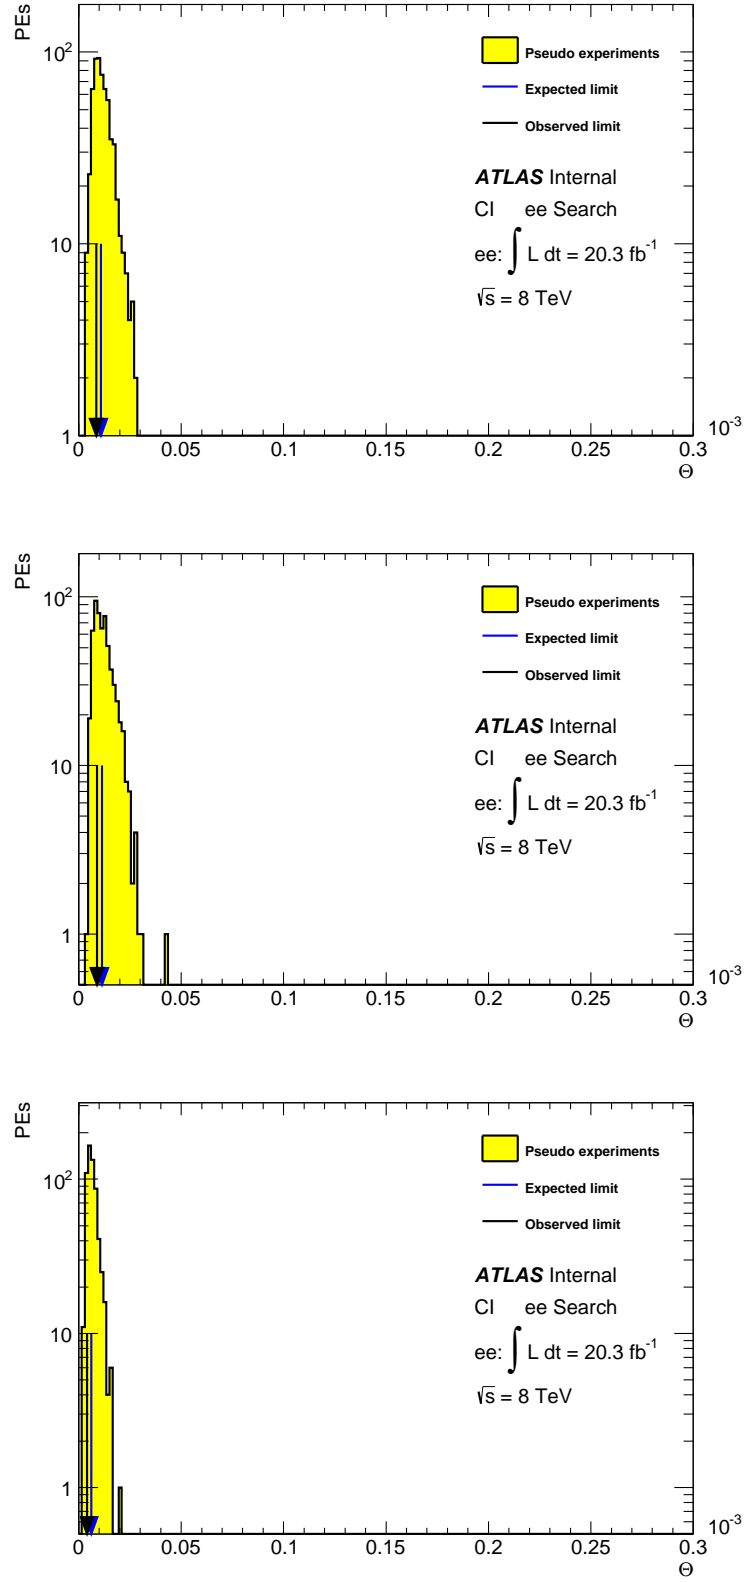 PEs
10²
10
1
Pseudo experiments
Expected limit
Observed limit
ATLAS Internal
CI ee Search
ee: ∫ L dt = 20.3 fb⁻¹
√s = 8 TeV
0 0.05 0.1 0.15 0.2 0.25 0.3
10⁻³
Θ
PEs
10²
10
1
Pseudo experiments
Expected limit
Observed limit
ATLAS Internal
CI ee Search
ee: ∫ L dt = 20.3 fb⁻¹
√s = 8 TeV
0 0.05 0.1 0.15 0.2 0.25 0.3
10⁻³
Θ
PEs
10²
10
1
Pseudo experiments
Expected limit
Observed limit
ATLAS Internal
CI ee Search
ee: ∫ L dt = 20.3 fb⁻¹
√s = 8 TeV
0 0.05 0.1 0.15 0.2 0.25 0.3
10⁻³
Θ